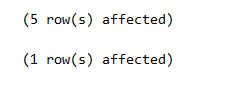 (5 row(s) affected)
(1 row(s) affected)